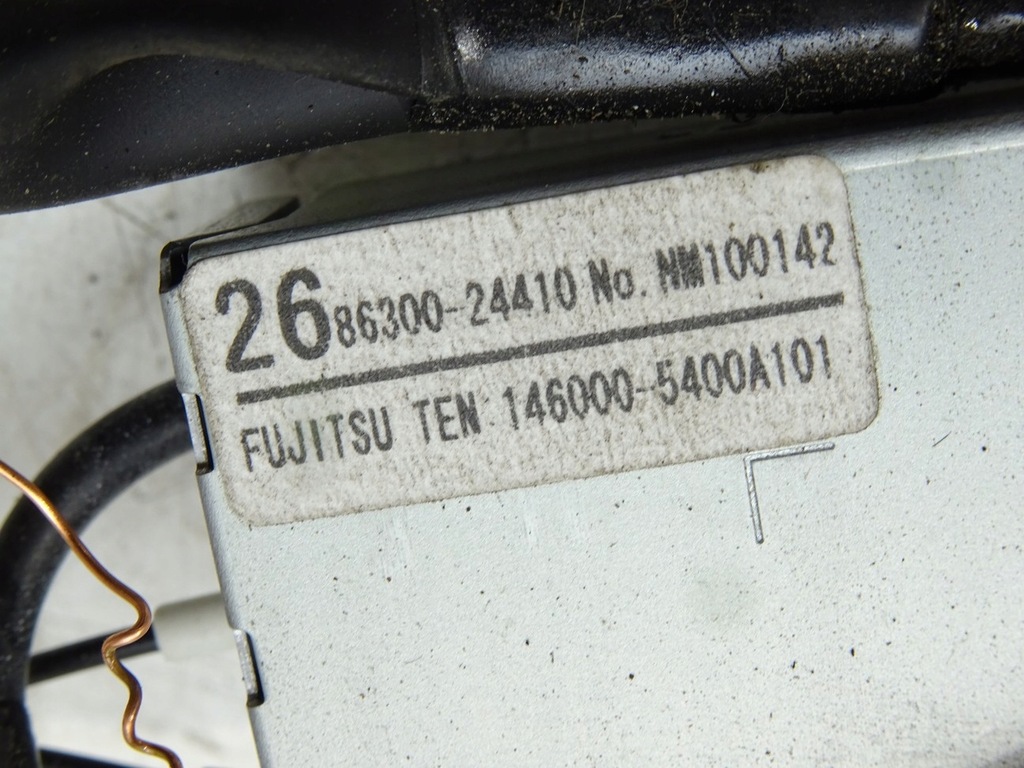 26 86300-24410 No. NM100142
FUJITSU TEN 146000-5400A101